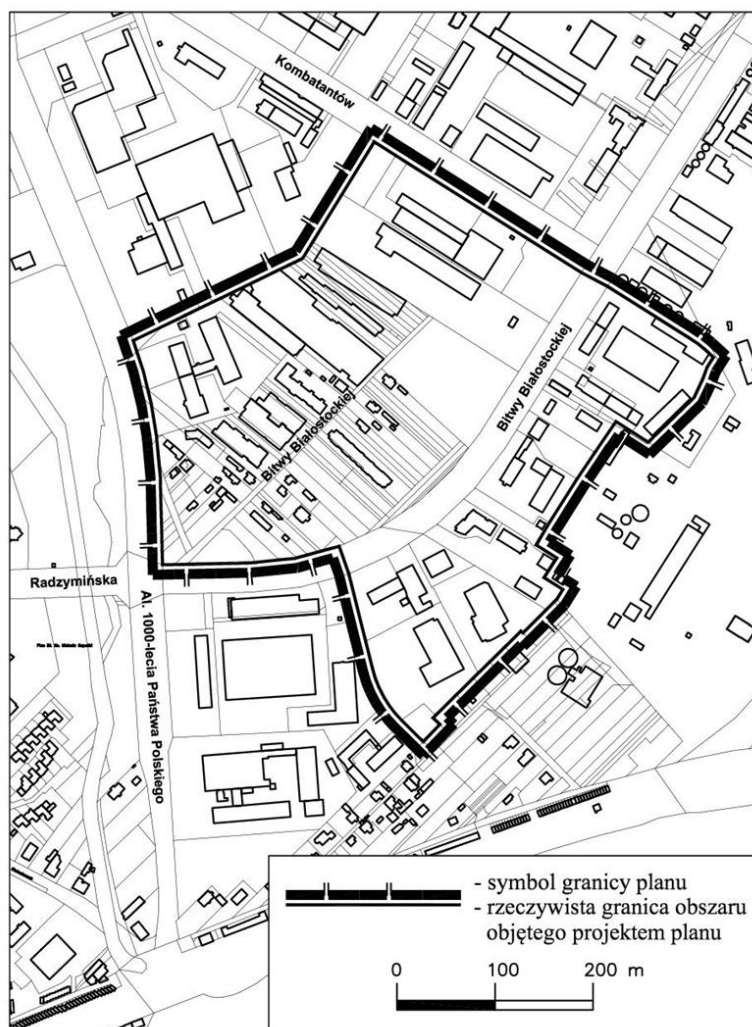 Kombatantów
Bitwy Białostockiej
Bitwy Białostockiej
Radzymińska
Al. 1000-lecia Państwa Polskiego
- symbol granicy planu
- rzeczywista granica obszaru
objętego projektem planu
0 100 200 m